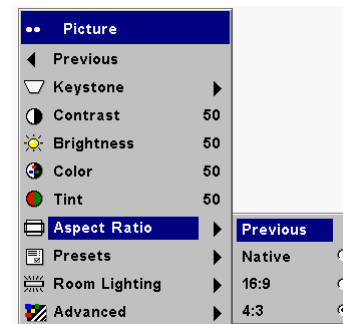 Picture
Previous
Keystone
Contrast 50
Brightness 50
Color 50
Tint 50
Aspect Ratio
Presets
Room Lighting
Advanced
Previous
Native
16:9
4:3